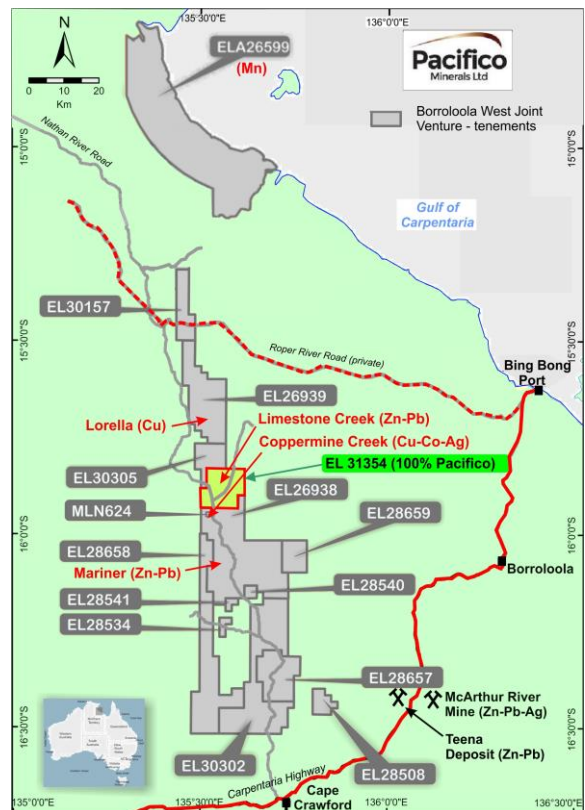 135°30'0"E
136°0'0"E
N
0
10
20
Km
ELA26599
(Mn)
Pacifico
Minerals Ltd
Borroloola West Joint
Venture - tenements
Nathan River Road
15°0'0"S
15°0'0"S
Gulf of
Carpentaria
EL30157
15°30'0"S
15°30'0"S
Roper River Road (private)
Bing Bong
Port
EL26939
Lorella (Cu)
Limestone Creek (Zn-Pb)
Coppermine Creek (Cu-Co-Ag)
EL 31354 (100% Pacifico)
EL30305
EL26938
MLN624
EL28659
16°0'0"S
16°0'0"S
EL28658
Mariner (Zn-Pb)
Borroloola
EL28540
EL28541
EL28534
EL28657
McArthur River
Mine (Zn-Pb-Ag)
Teena
Deposit (Zn-Pb)
16°30'0"S
16°30'0"S
EL30302
EL28508
Carpentaria Highway
Cape
Crawford
135°0'0"E
135°30'0"E
136°0'0"E
136°30'0"E